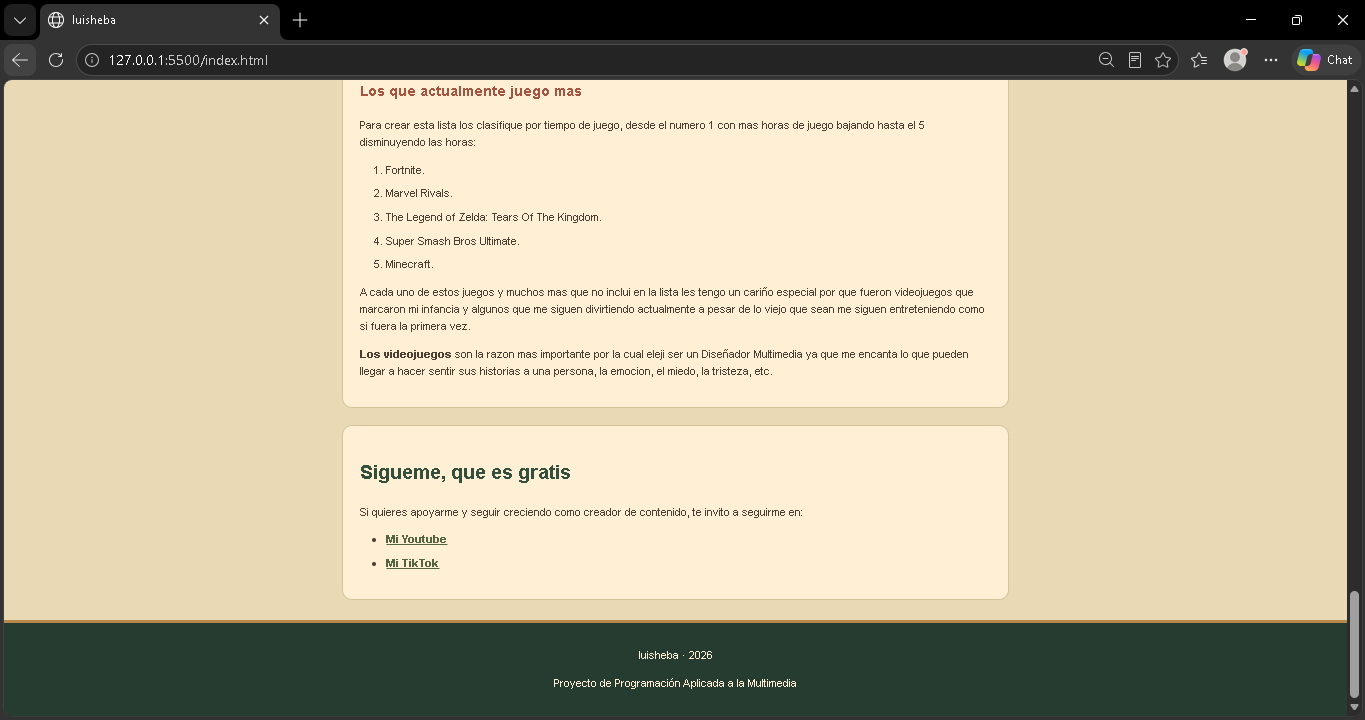 luisheba
127.0.0.1:5500/index.html
Chat
Los que actualmente juego mas
Para crear esta lista los clasifique por tiempo de juego, desde el numero 1 con mas horas de juego bajando hasta el 5
disminuyendo las horas:
1. Fortnite.
2. Marvel Rivals.
3. The Legend of Zelda: Tears Of The Kingdom.
4. Super Smash Bros Ultimate.
5. Minecraft.
A cada uno de estos juegos y muchos mas que no inclui en la lista les tengo un cariño especial por que fueron videojuegos que
marcaron mi infancia y algunos que me siguen divirtiendo actualmente a pesar de lo viejo que sean me siguen entreteniendo como
si fuera la primera vez.
Los videojuegos son la razon mas importante por la cual eleji ser un Diseñador Multimedia ya que me encanta lo que pueden
llegar a hacer sentir sus historias a una persona, la emocion, el miedo, la tristeza, etc.
Sigueme, que es gratis
Si quieres apoyarme y seguir creciendo como creador de contenido, te invito a seguirme en:
• Mi Youtube
• Mi TikTok
luisheba · 2026
Proyecto de Programación Aplicada a la Multimedia